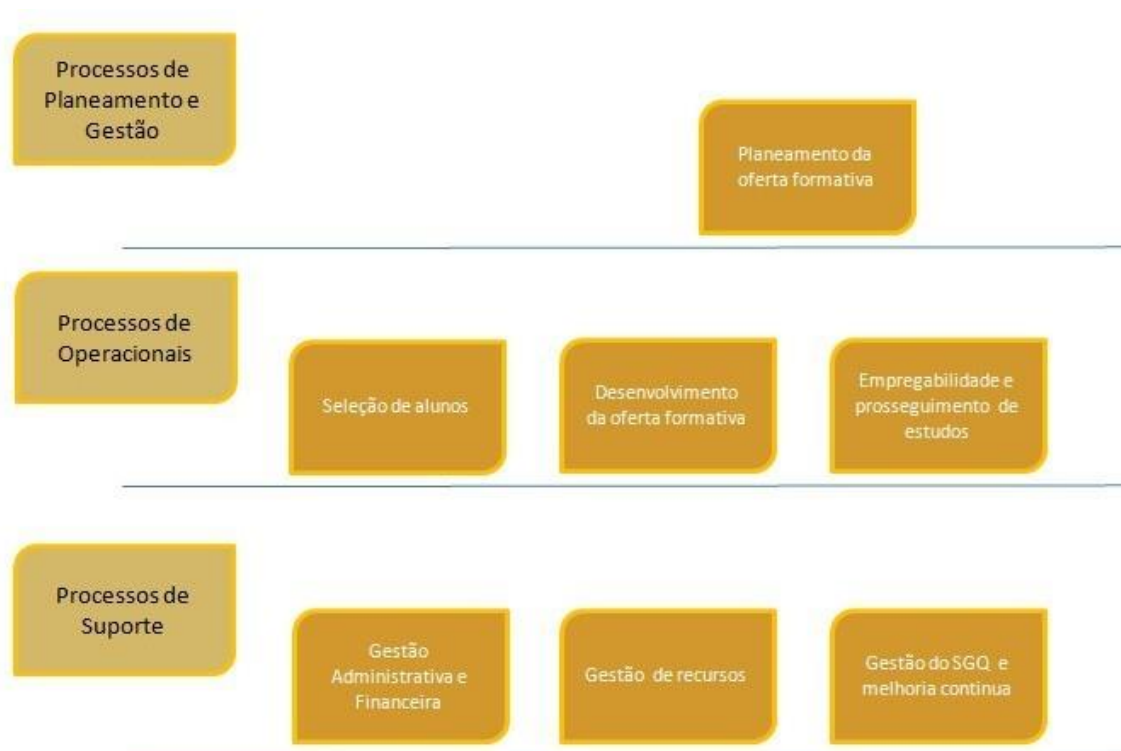 Processos de
Planeamento e
Gestão
Planeamento da
oferta formativa
Processos de
Operacionais
Seleção de alunos
Desenvolvimento
da oferta formativa
Empregabilidade e
prosseguimento de
estudos
Processos de
Suporte
Gestão
Administrativa e
Financeira
Gestão de recursos
Gestão do SGQ e
melhoria continua